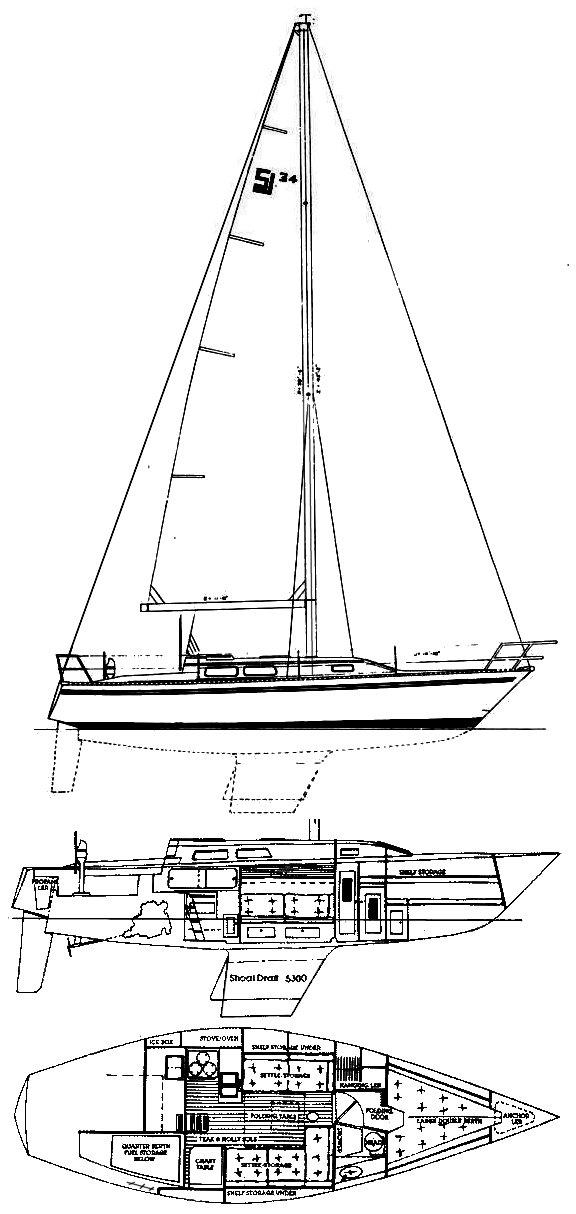 SJ 34
PROPANE
LKR
SHELF STORAGE
Shoal Draft 5300
ICE BOX
STOVE/OVEN
SHELF STORAGE UNDER
SETTEE STORAGE
HANGING LKR
FOLDING TABLE
FOLDING
DOOR
LARGE DOUBLE BERTH
ANCHOR
LKR
TEAK & HOLLY SOLE
QUARTER BERTH
FUEL STORAGE
BELOW
CHART
TABLE
SETTEE STORAGE
HEAD
SHELF STORAGE UNDER